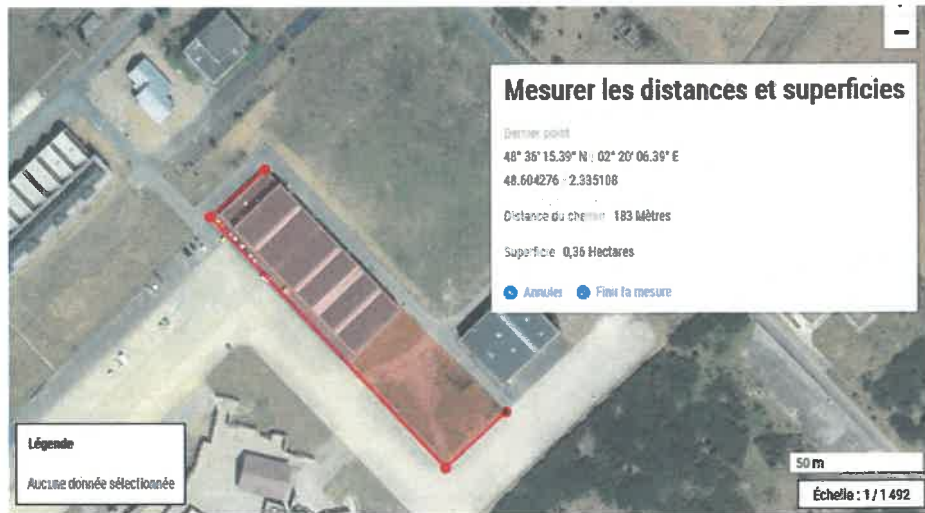 Mesurer les distances et superficies
Dernier point
48° 36' 15.39" N : 02° 20' 06.39" E
48.604276 - 2.335108
Distance du chemin 183 Mètres
Superficie 0,36 Hectares
Annuler Finir la mesure
Légende
Aucune donnée sélectionnée
50 m
Échelle : 1 / 1 492